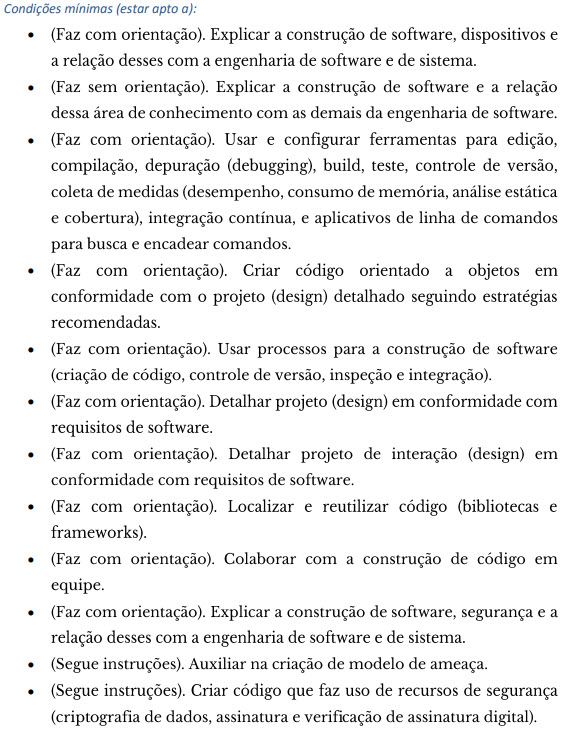 Condições mínimas (estar apto a):
• (Faz com orientação). Explicar a construção de software, dispositivos e
a relação desses com a engenharia de software e de sistema.
• (Faz sem orientação). Explicar a construção de software e a relação
dessa área de conhecimento com as demais da engenharia de software.
• (Faz com orientação). Usar e configurar ferramentas para edição,
compilação, depuração (debugging), build, teste, controle de versão,
coleta de medidas (desempenho, consumo de memória, análise estática
e cobertura), integração contínua, e aplicativos de linha de comandos
para busca e encadear comandos.
• (Faz com orientação). Criar código orientado a objetos em
conformidade com o projeto (design) detalhado seguindo estratégias
recomendadas.
• (Faz com orientação). Usar processos para a construção de software
(criação de código, controle de versão, inspeção e integração).
• (Faz com orientação). Detalhar projeto (design) em conformidade com
requisitos de software.
• (Faz com orientação). Detalhar projeto de interação (design) em
conformidade com requisitos de software.
• (Faz com orientação). Localizar e reutilizar código (bibliotecas e
frameworks).
• (Faz com orientação). Colaborar com a construção de código em
equipe.
• (Faz com orientação). Explicar a construção de software, segurança e a
relação desses com a engenharia de software e de sistema.
• (Segue instruções). Auxiliar na criação de modelo de ameaça.
• (Segue instruções). Criar código que faz uso de recursos de segurança
(criptografia de dados, assinatura e verificação de assinatura digital).